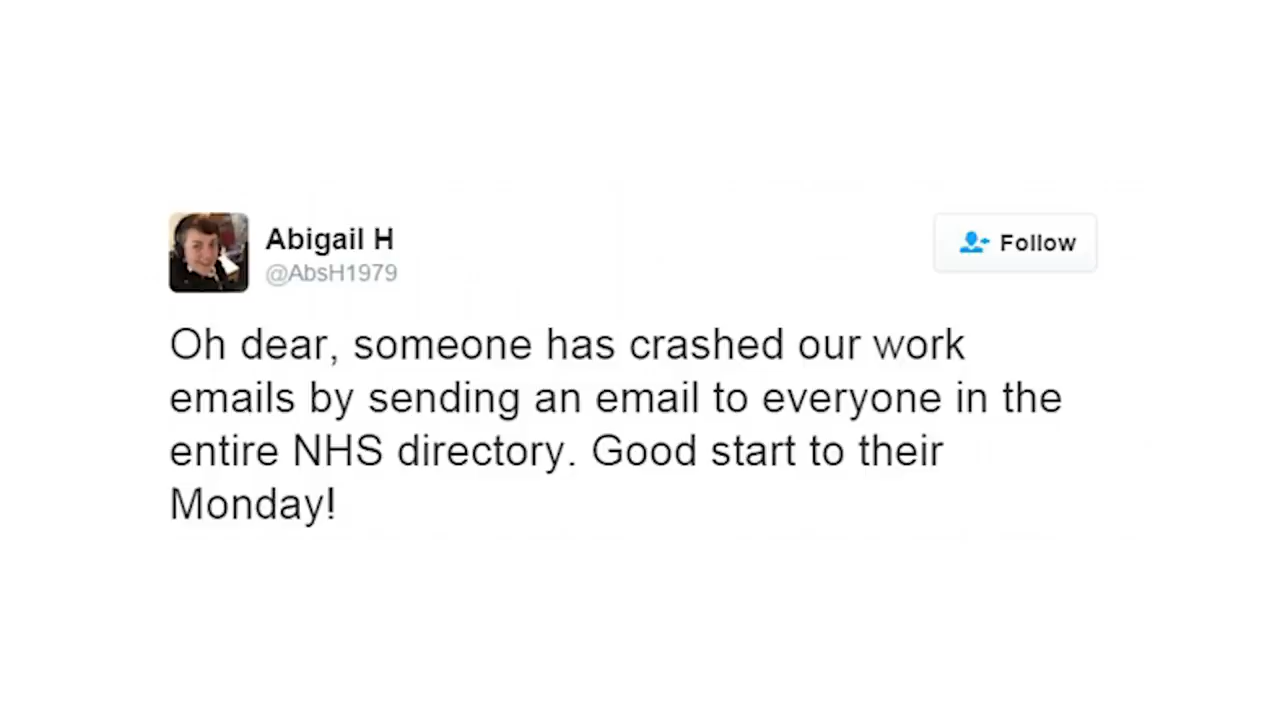 Abigail H
@AbsH1979
Follow
Oh dear, someone has crashed our work
emails by sending an email to everyone in the
entire NHS directory. Good start to their
Monday!